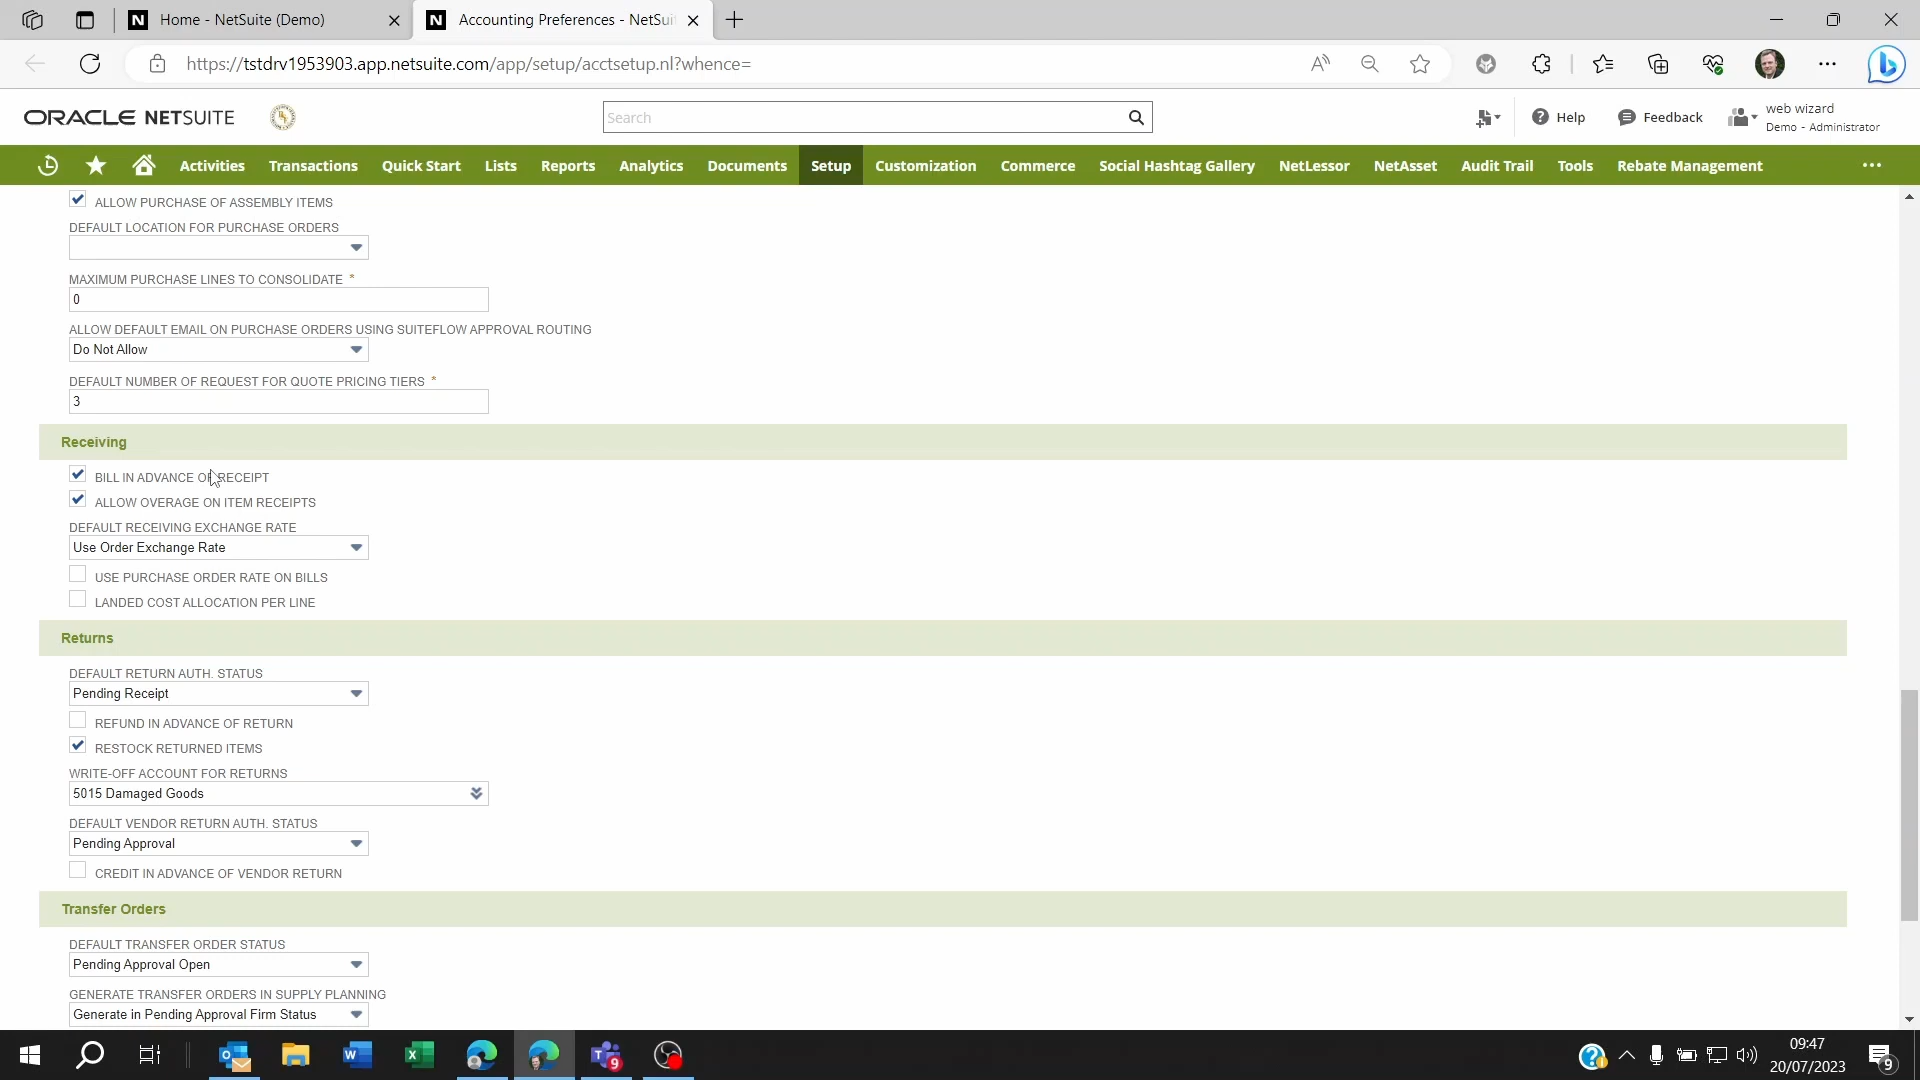 Home - NetSuite (Demo)
Accounting Preferences - NetSui
https://tstdrv1953903.app.netsuite.com/app/setup/acctsetup.nl?whence=
ORACLE NETSUITE
Search
Help
Feedback
web wizard
Demo - Administrator
Activities Transactions Quick Start Lists Reports Analytics Documents Setup Customization Commerce Social Hashtag Gallery NetLessor NetAsset Audit Trail Tools Rebate Management
ALLOW PURCHASE OF ASSEMBLY ITEMS
DEFAULT LOCATION FOR PURCHASE ORDERS
MAXIMUM PURCHASE LINES TO CONSOLIDATE *
0
ALLOW DEFAULT EMAIL ON PURCHASE ORDERS USING SUITEFLOW APPROVAL ROUTING
Do Not Allow
DEFAULT NUMBER OF REQUEST FOR QUOTE PRICING TIERS *
3
Receiving
BILL IN ADVANCE OF RECEIPT
ALLOW OVERAGE ON ITEM RECEIPTS
DEFAULT RECEIVING EXCHANGE RATE
Use Order Exchange Rate
USE PURCHASE ORDER RATE ON BILLS
LANDED COST ALLOCATION PER LINE
Returns
DEFAULT RETURN AUTH. STATUS
Pending Receipt
REFUND IN ADVANCE OF RETURN
RESTOCK RETURNED ITEMS
WRITE-OFF ACCOUNT FOR RETURNS
5015 Damaged Goods
DEFAULT VENDOR RETURN AUTH. STATUS
Pending Approval
CREDIT IN ADVANCE OF VENDOR RETURN
Transfer Orders
DEFAULT TRANSFER ORDER STATUS
Pending Approval Open
GENERATE TRANSFER ORDERS IN SUPPLY PLANNING
Generate in Pending Approval Firm Status
09:47
20/07/2023
9
9